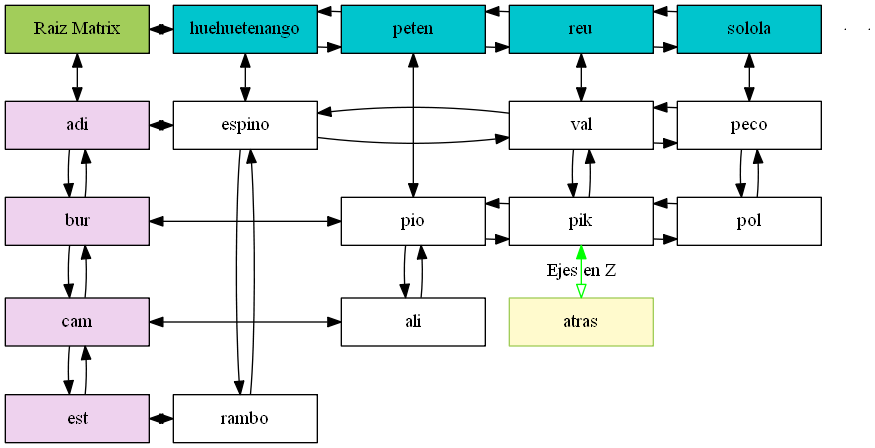 Raiz Matrix
huehuetenango
peten
reu
solola
adi
espino
val
peco
bur
pio
pik
pol
Ejes en Z
cam
ali
atras
est
rambo